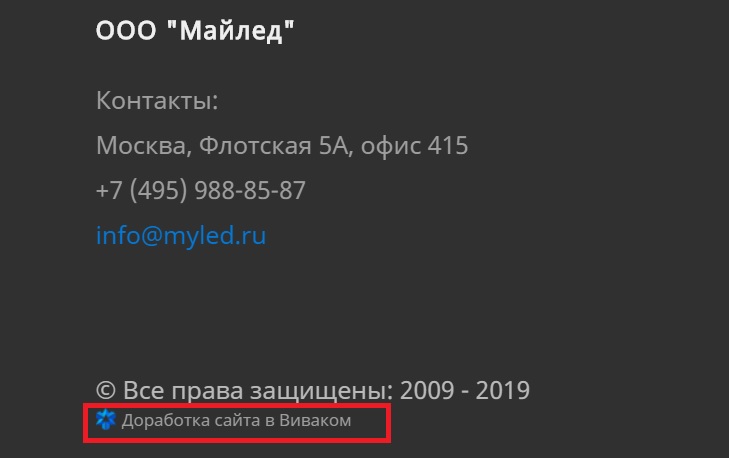 ООО "Майлед"
Контакты:
Москва, Флотская 5А, офис 415
+7 (495) 988-85-87
info@myled.ru
© Все права защищены: 2009 - 2019
Доработка сайта в Виваком